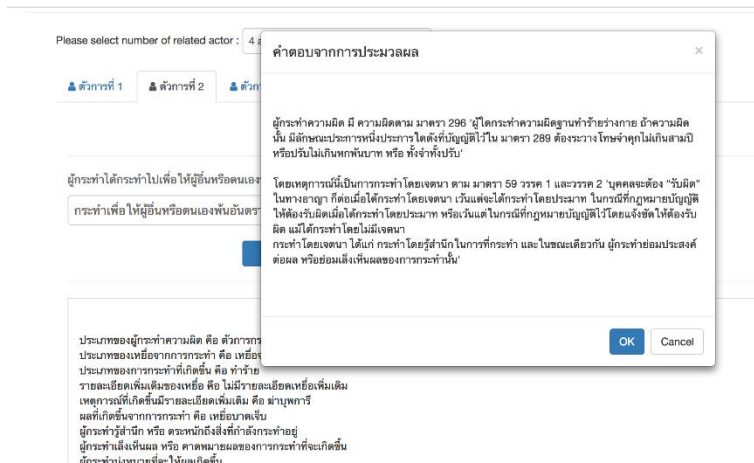 Please select number of related actor : 4
คำตอบจากการประมวลผล
×
ตัวการที่ 1
ตัวการที่ 2
ผู้กระทำความผิด มี ความผิดตาม มาตรา 296 'ผู้ใดกระทำความผิดฐานทำร้ายร่างกาย ถ้าความผิด
นั้น มีลักษณะประการหนึ่งประการใดดังที่บัญญัติไว้ใน มาตรา 289 ต้องระวางโทษจำคุกไม่เกินสามปี
หรือปรับไม่เกินหกพันบาท หรือ ทั้งจำทั้งปรับ'
โดยเหตุการณ์นี้เป็นการกระทำโดยเจตนา ตาม มาตรา 59 วรรค 1 และวรรค 2 'บุคคลจะต้อง "รับผิด"
ในทางอาญา ก็ต่อเมื่อได้กระทำโดยเจตนา เว้นแต่จะได้กระทำโดยประมาท ในกรณีที่กฎหมายบัญญัติ
ให้ต้องรับผิดเมื่อได้กระทำโดยประมาท หรือเว้นแต่ในกรณีที่กฎหมายบัญญัติไว้โดยแจ้งชัดให้ต้องรับ
ผิด แม้ได้กระทำโดยไม่มีเจตนา
กระทำโดยเจตนา ได้แก่ กระทำโดยรู้สำนึกในการที่กระทำ และในขณะเดียวกัน ผู้กระทำย่อมประสงค์
ต่อผล หรือย่อมเล็งเห็นผลของการกระทำนั้น'
OK
Cancel
ผู้กระทำได้กระทำไปเพื่อให้ผู้อื่นหรือตนเอง
กระทำเพื่อให้ผู้อื่นหรือตนเองพ้นอันตรา
ประเภทของผู้กระทำความผิด คือ ตัวการ
ประเภทของเหยื่อจากการกระทำ คือ
ประเภทของการกระทำที่เกิดขึ้น คือ ทำร้าย
รายละเอียดเพิ่มเติมของเหยื่อ คือ ไม่มีรายละเอียดเหยื่อเพิ่มเติม
เหตุการณ์ที่เกิดขึ้นมีรายละเอียดเพิ่มเติม คือ ฆ่าบุพการี
ผลที่เกิดขึ้นจากการกระทำ คือ เหยื่อบาดเจ็บ
ผู้กระทำรู้สำนึก หรือ ตระหนักถึงสิ่งที่กำลังกระทำอยู่
ผู้กระทำเล็งเห็นผล หรือ คาดหมายผลของการกระทำที่จะเกิดขึ้น